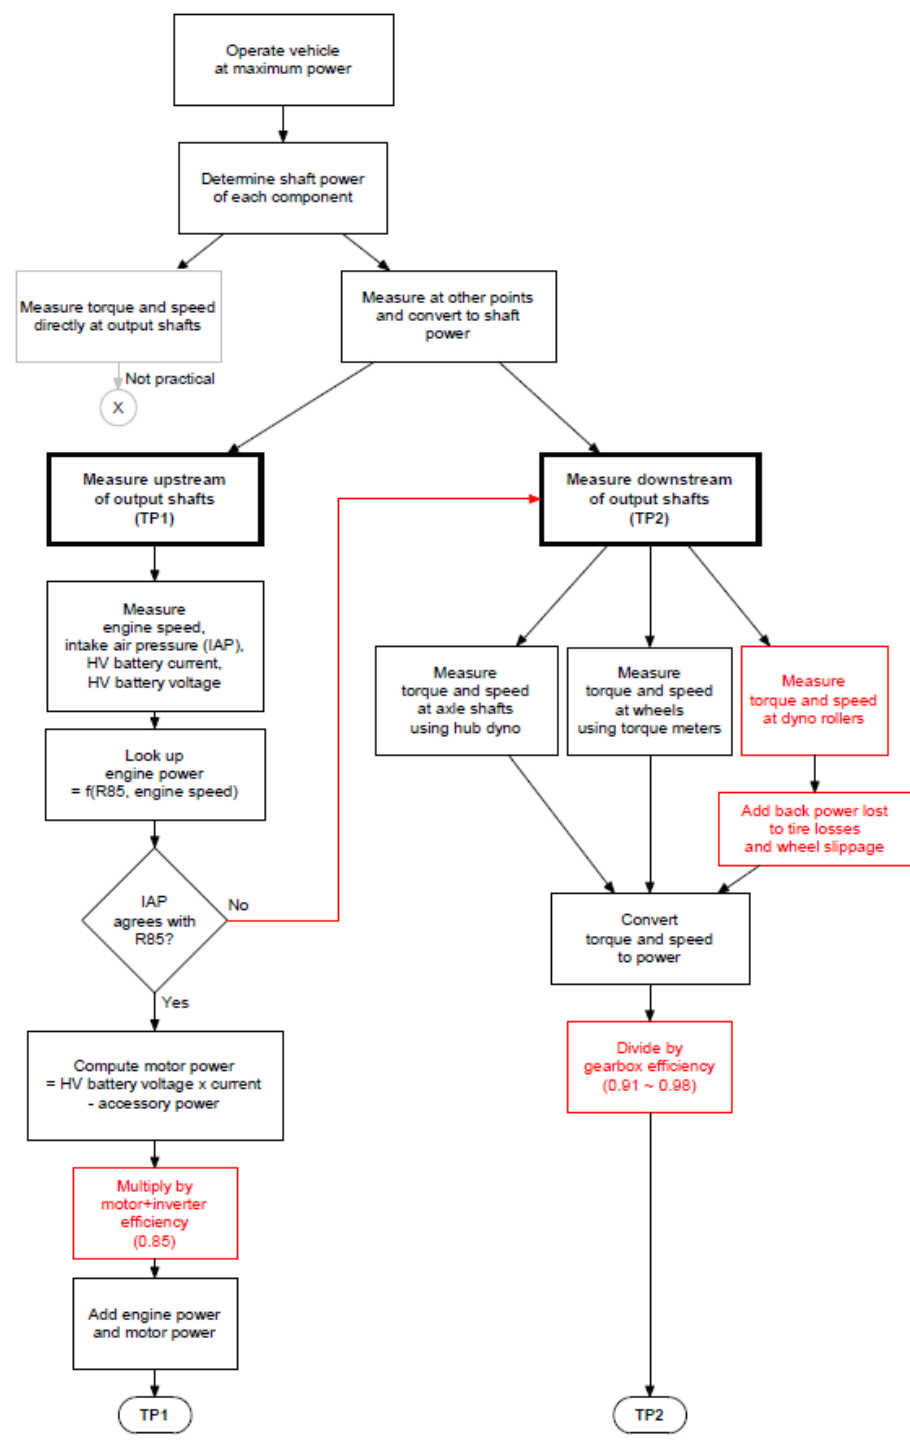 Operate vehicle
at maximum power
Determine shaft power
of each component
Measure torque and speed
directly at output shafts
Measure at other points
and convert to shaft
power
Not practical
X
Measure upstream
of output shafts
(TP1)
Measure downstream
of output shafts
(TP2)
Measure
engine speed,
intake air pressure (IAP),
HV battery current,
HV battery voltage
Measure
torque and speed
at axle shafts
using hub dyno
Measure
torque and speed
at wheels
using torque meters
Measure
torque and speed
at dyno rollers
Look up
engine power
= f(R85, engine speed)
Add back power lost
to tire losses
and wheel slippage
IAP
agrees with
R85?
No
Yes
Convert
torque and speed
to power
Compute motor power
= HV battery voltage x current
- accessory power
Divide by
gearbox efficiency
(0.91 ~ 0.98)
Multiply by
motor+inverter
efficiency
(0.85)
Add engine power
and motor power
TP1
TP2